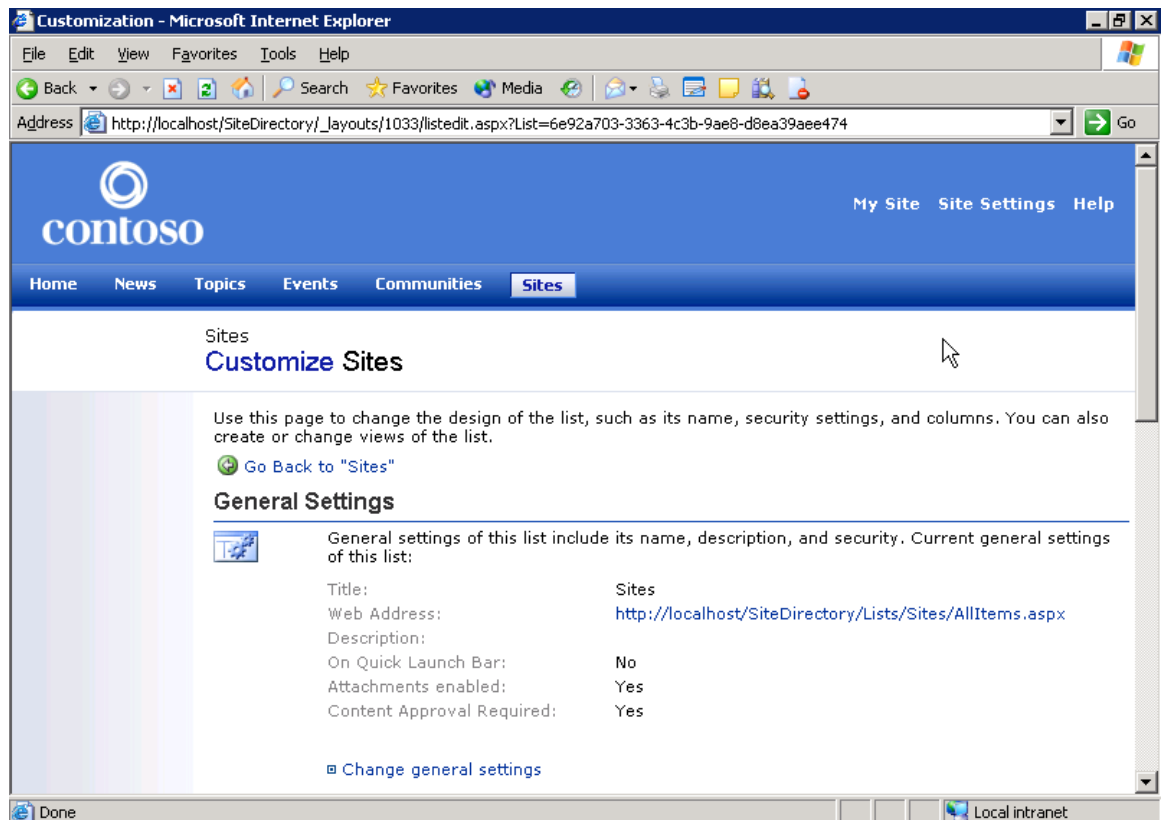 Customization - Microsoft Internet Explorer
File Edit View Favorites Tools Help
Back Search Favorites Media
Address http://localhost/SiteDirectory/_layouts/1033/listedit.aspx?List=6e92a703-3363-4c3b-9ae8-d8ea39aee474 Go
contoso
My Site Site Settings Help
Home News Topics Events Communities Sites
Sites
Customize Sites
Use this page to change the design of the list, such as its name, security settings, and columns. You can also
create or change views of the list.
Go Back to "Sites"
General Settings
General settings of this list include its name, description, and security. Current general settings
of this list:
Title: Sites
Web Address: http://localhost/SiteDirectory/Lists/Sites/AllItems.aspx
Description:
On Quick Launch Bar: No
Attachments enabled: Yes
Content Approval Required: Yes
Change general settings
Done Local intranet